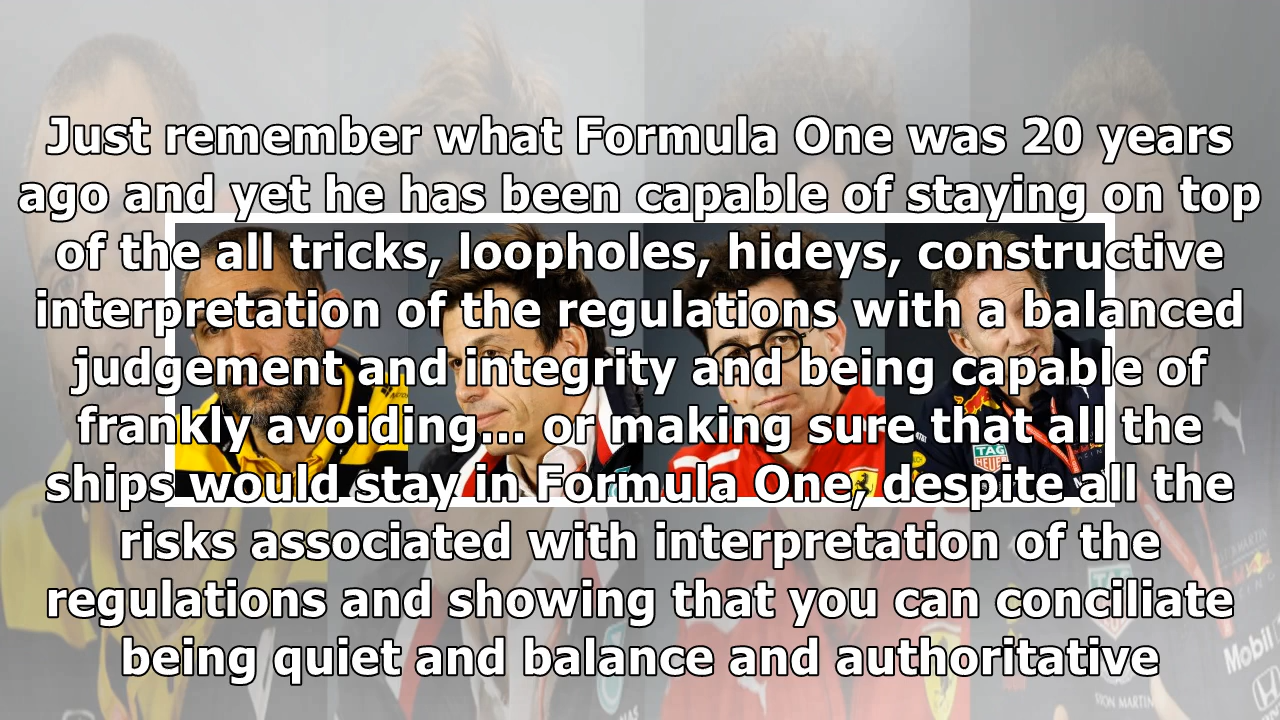 Just remember what Formula One was 20 years
ago and yet he has been capable of staying on top
of the all tricks, loopholes, hideys, constructive
interpretation of the regulations with a balanced
judgement and integrity and being capable of
frankly avoiding... or making sure that all the
ships would stay in Formula One, despite all the
risks associated with interpretation of the
regulations and showing that you can conciliate
being quiet and balance and authoritative
TAG
HEUER
Mobil